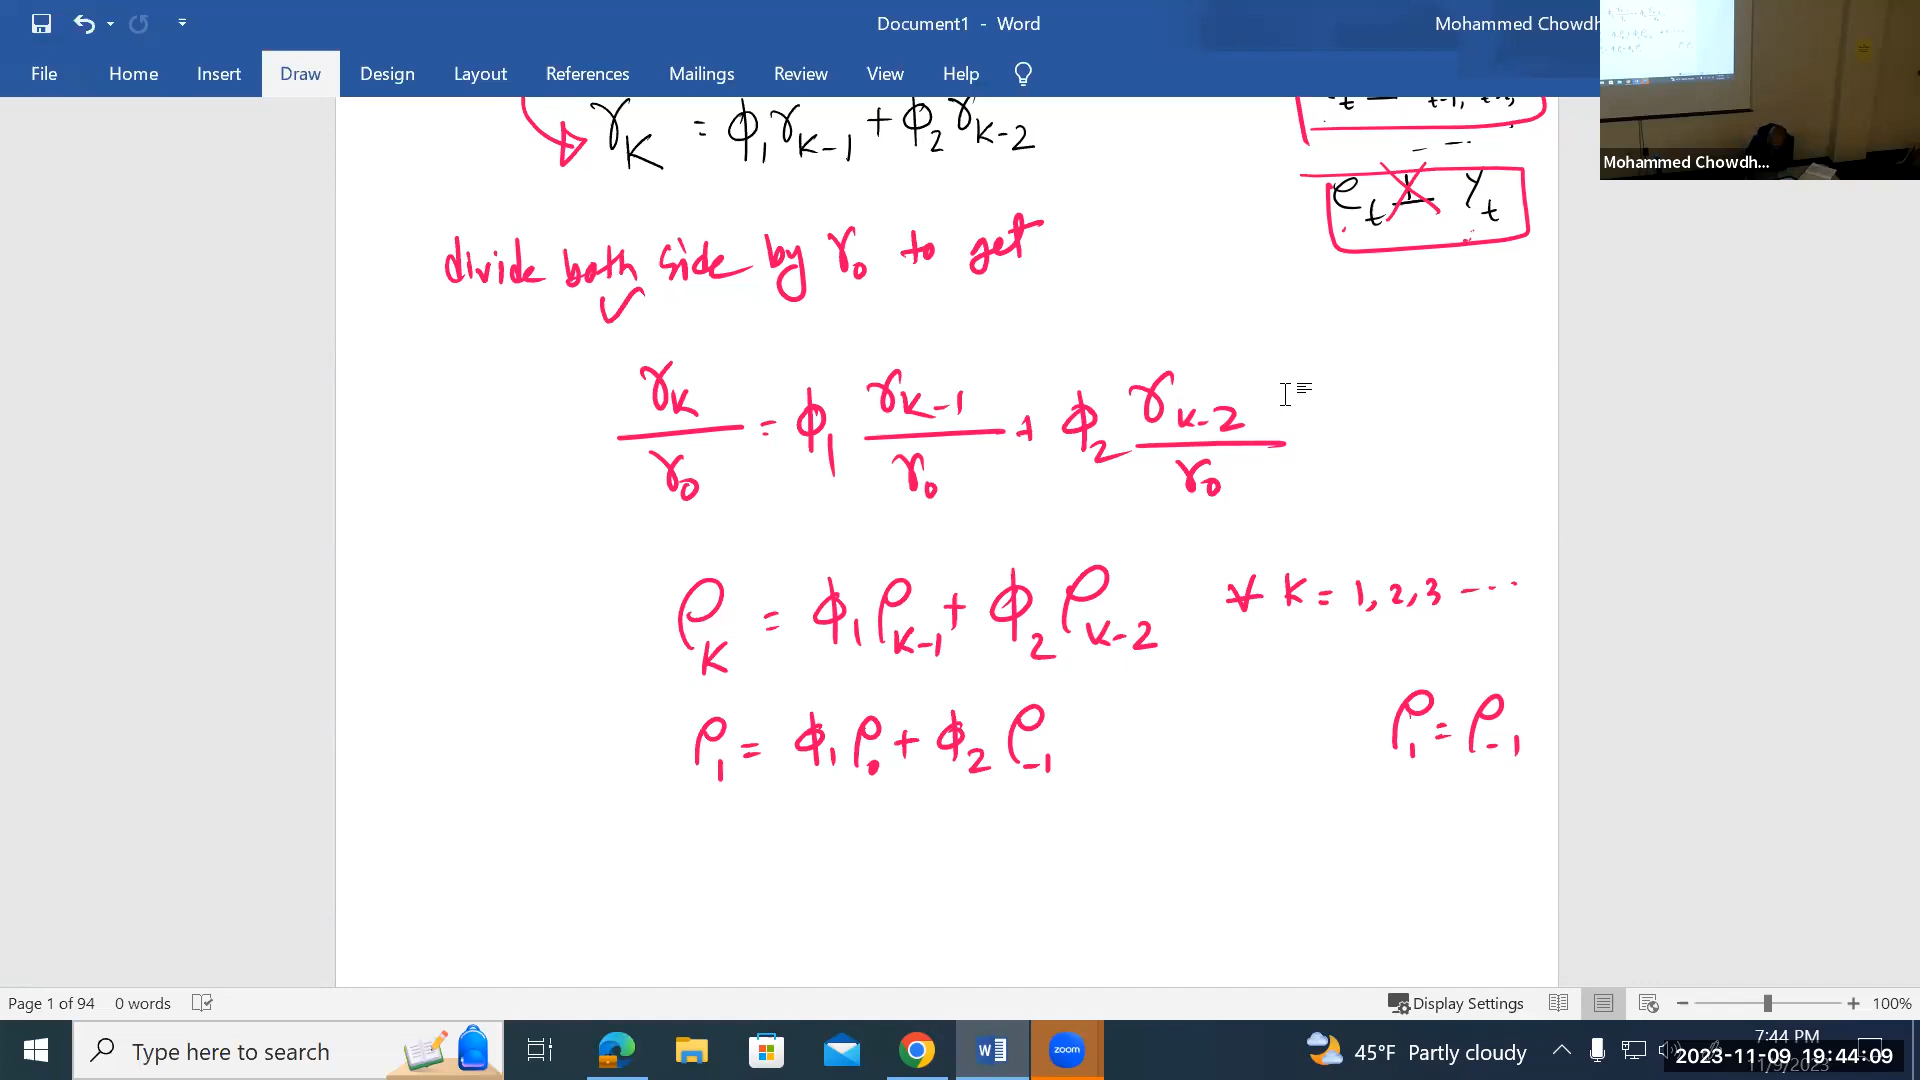 Document1 - Word
Mohammed Chowdh
File Home Insert Draw Design Layout References Mailings Review View Help
γK = ϕ1γK-1 + ϕ2γK-2
et ⊥ Yt
Mohammed Chowdh...
divide both side by γ0 to get
γK/γ0 = ϕ1 γK-1/γ0 + ϕ2 γK-2/γ0
ρK = ϕ1ρK-1 + ϕ2ρK-2 ∀ K = 1, 2, 3 ----
ρ1 = ϕ1ρ0 + ϕ2ρ-1 ρ1 = ρ-1
Page 1 of 94 0 words Display Settings 100%
Type here to search
W
zoom
45°F Partly cloudy
7:44 PM
2023-11-09 19:44:09
11/9/2023